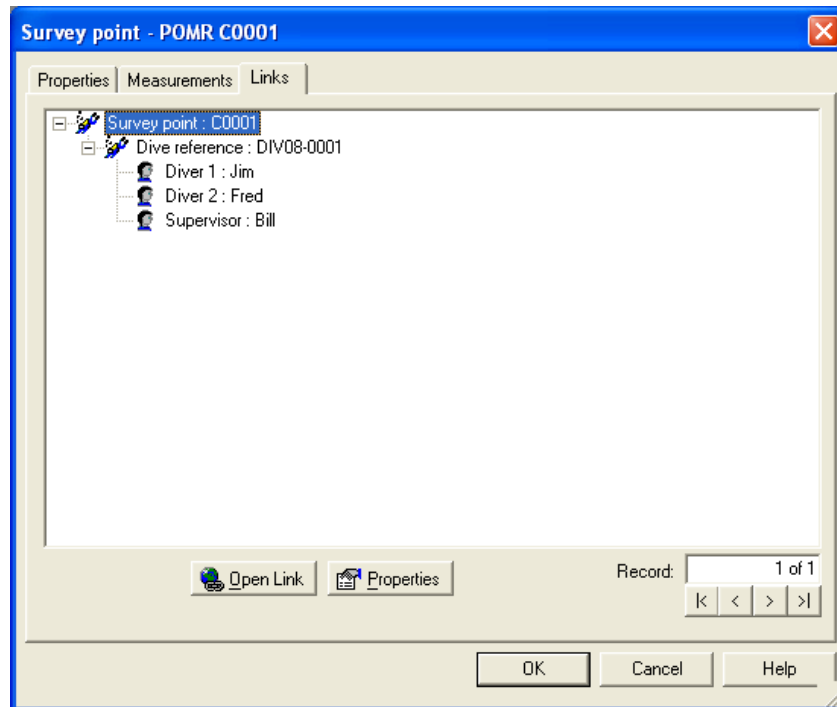 Survey point - POMR C0001
Properties Measurements Links
Survey point : C0001
Dive reference : DIV08-0001
Diver 1 : Jim
Diver 2 : Fred
Supervisor : Bill
Open Link Properties Record: 1 of 1
OK Cancel Help